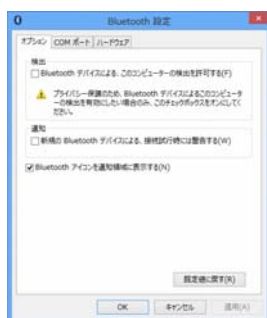 Bluetooth 設定
オプション COM ポート ハードウェア
検出
Bluetooth デバイスによる、このコンピューターの検出を許可する(F)
プライバシー保護のため、Bluetooth デバイスによるこのコンピュータ
ーの検出を有効にしたい場合のみ、このチェックボックスをオンにしてく
ださい。
通知
新規の Bluetooth デバイスによる、接続試行時には警告する(W)
Bluetooth アイコンを通知領域に表示する(N)
既定値に戻す(R)
OK キャンセル 適用(A)